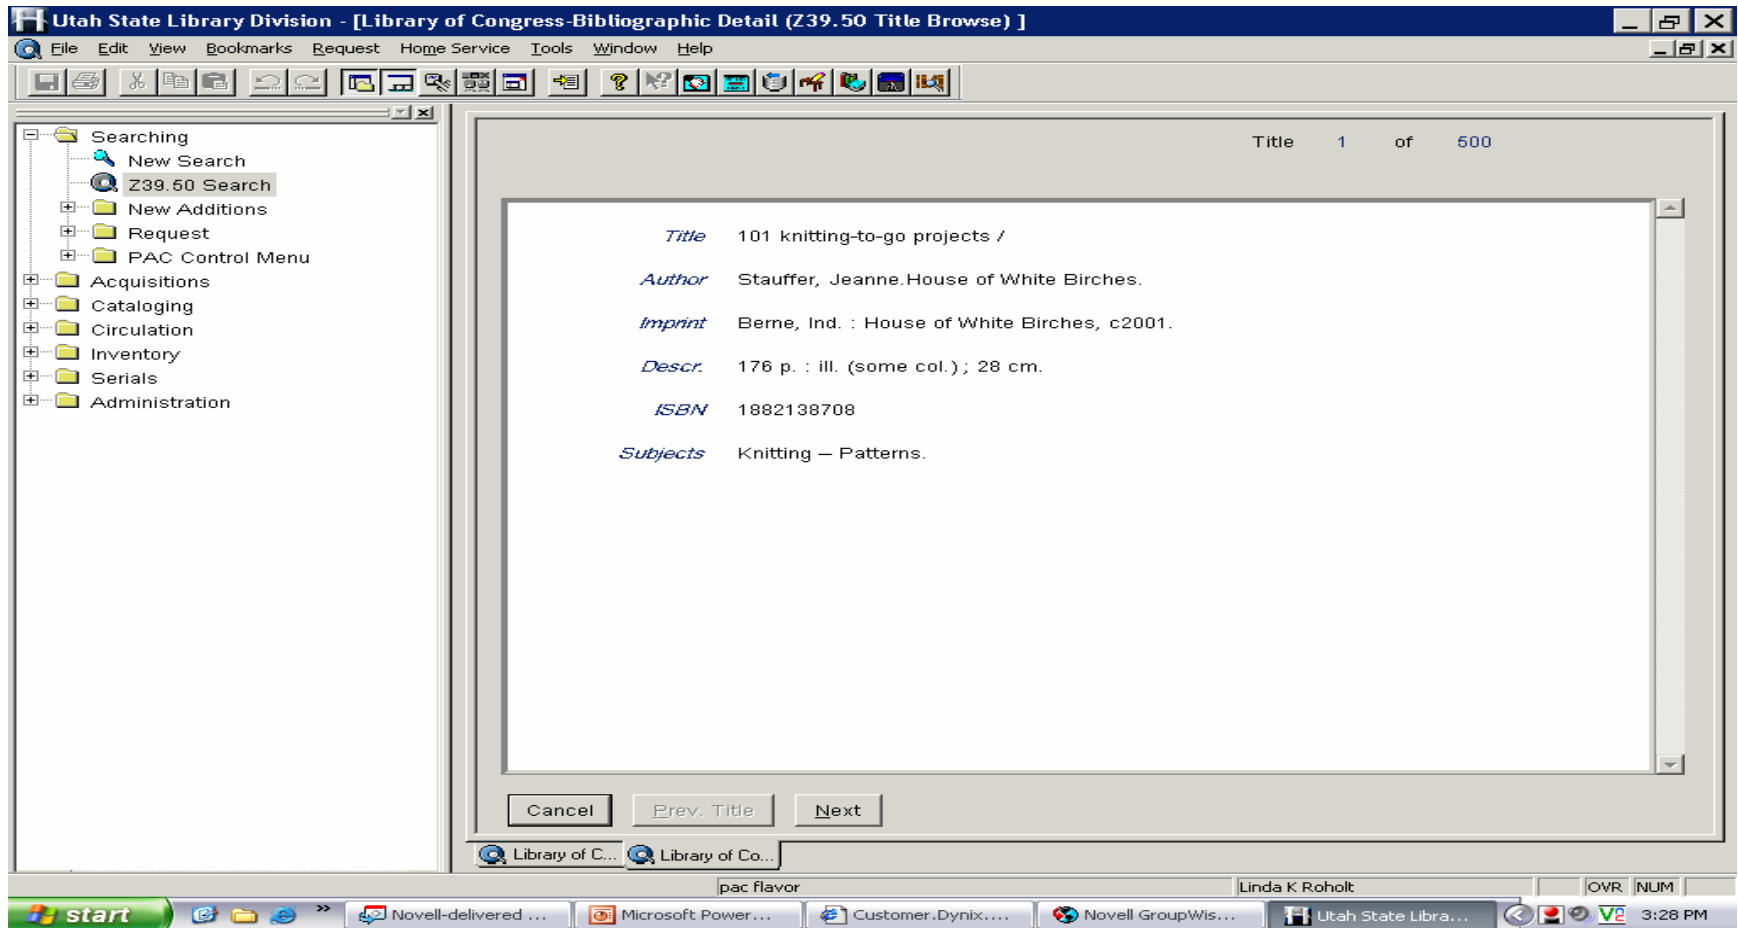 Utah State Library Division - [Library of Congress-Bibliographic Detail (Z39.50 Title Browse) ]
File Edit View Bookmarks Request Home Service Tools Window Help
Searching
New Search
Z39.50 Search
New Additions
Request
PAC Control Menu
Acquisitions
Cataloging
Circulation
Inventory
Serials
Administration
Title 1 of 500
Title 101 knitting-to-go projects /
Author Stauffer, Jeanne.House of White Birches.
Imprint Berne, Ind. : House of White Birches, c2001.
Descr. 176 p. : ill. (some col.) ; 28 cm.
ISBN 1882138708
Subjects Knitting -- Patterns.
Cancel Prev. Title Next
Library of C... Library of Co...
pac flavor Linda K Roholt OVR NUM
start Novell-delivered ... Microsoft Power... Customer.Dynix.... Novell GroupWis... Utah State Libra... 3:28 PM